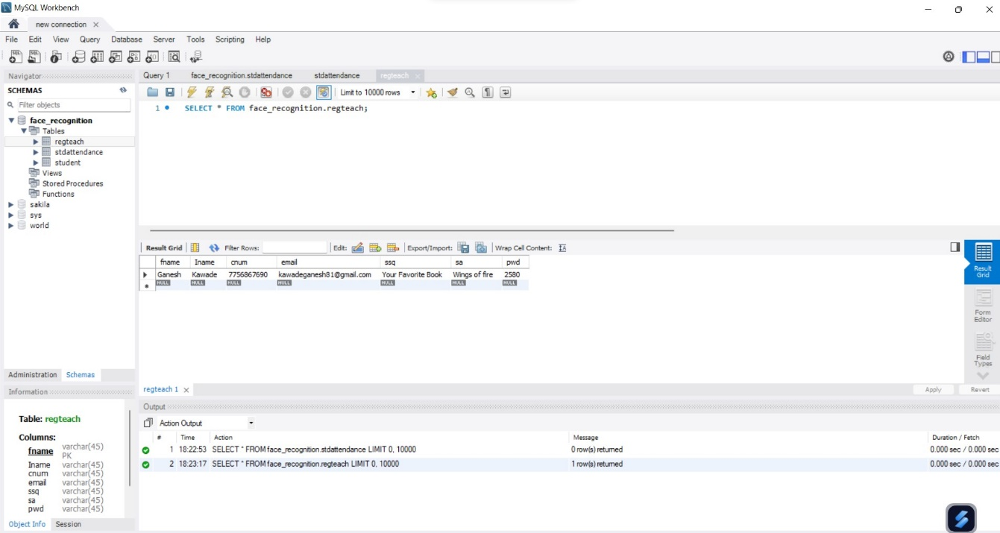 MySQL Workbench
new connection
File Edit View Query Database Server Tools Scripting Help
Navigator
SCHEMAS
Filter objects
face_recognition
Tables
regteach
stdattendance
student
Views
Stored Procedures
Functions
sakila
sys
world
Administration Schemas
Information
Table: regteach
Columns:
fname varchar(45) PK
lname varchar(45)
cnum varchar(45)
email varchar(45)
ssq varchar(45)
sa varchar(45)
pwd varchar(45)
Object Info Session
Query 1 face_recognition.stdattendance stdattendance regteach
Limit to 10000 rows
1 SELECT * FROM face_recognition.regteach;
Result Grid Filter Rows: Edit: Export/Import: Wrap Cell Content:
fname lname cnum email ssq sa pwd
Ganesh Kawade 7756867690 kawadeganesh81@gmail.com Your Favorite Book Wings of fire 2580
NULL NULL NULL NULL NULL NULL NULL
Result Grid
Form Editor
Field Types
regteach 1 Apply Revert
Output
Action Output
# Time Action Message Duration / Fetch
1 18:22:53 SELECT * FROM face_recognition.stdattendance LIMIT 0, 10000 0 row(s) returned 0.000 sec / 0.000 sec
2 18:23:17 SELECT * FROM face_recognition.regteach LIMIT 0, 10000 1 row(s) returned 0.000 sec / 0.000 sec